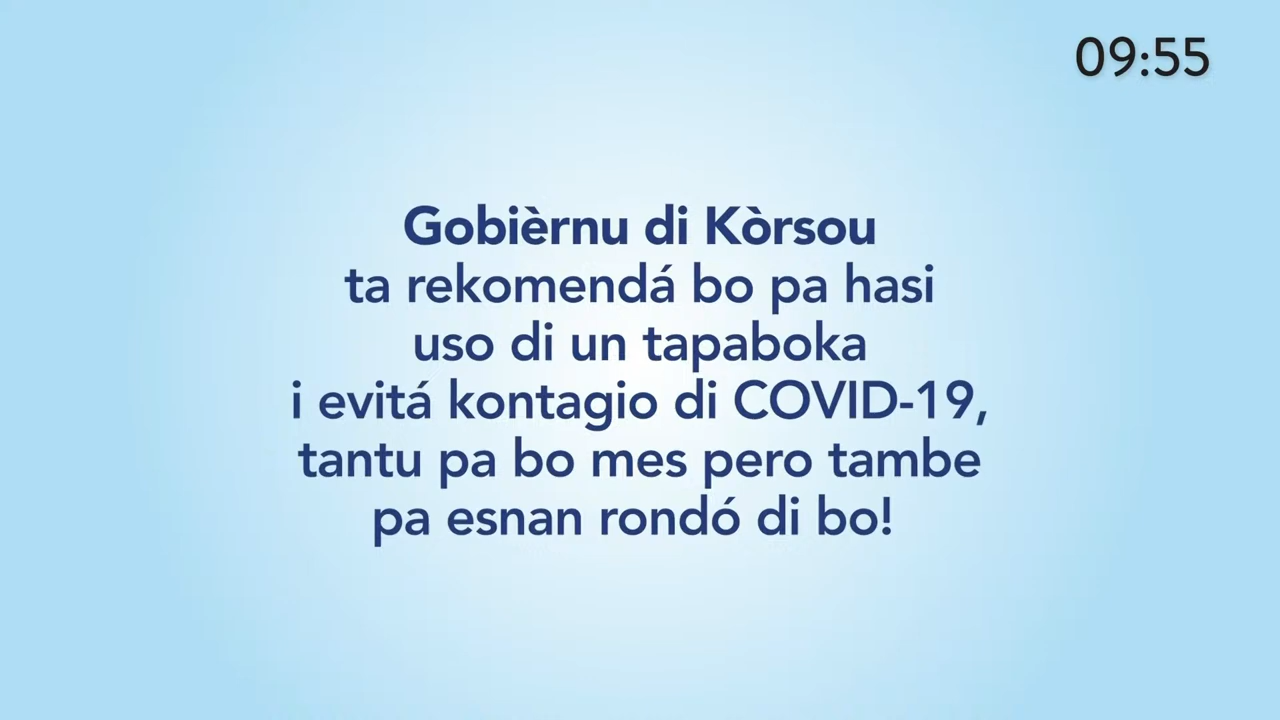 09:55
Gobièrnu di Kòrsou
ta rekomendá bo pa hasi
uso di un tapaboka
i evitá kontagio di COVID-19,
tantu pa bo mes pero tambe
pa esnan rondó di bo!